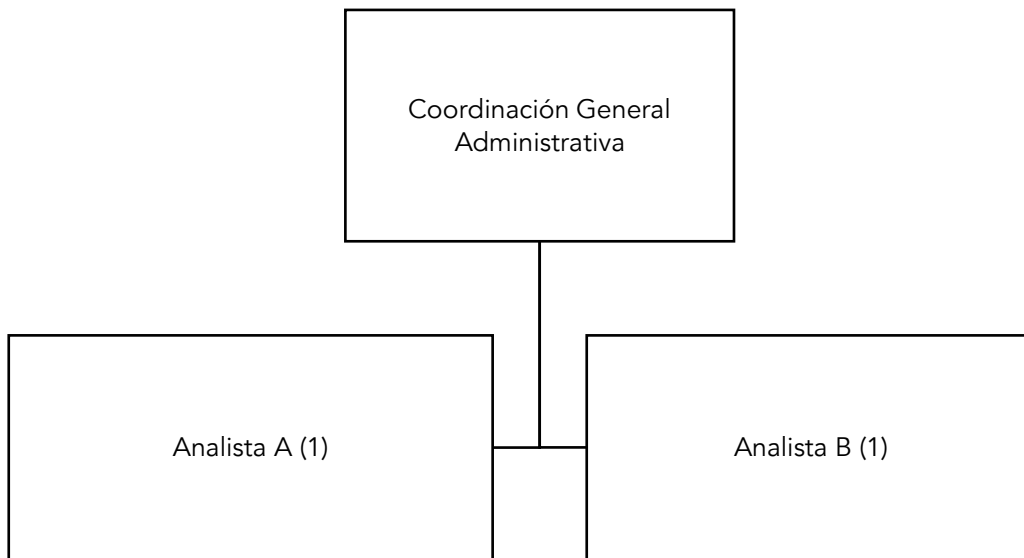 Coordinación General
Administrativa
Analista A (1)
Analista B (1)